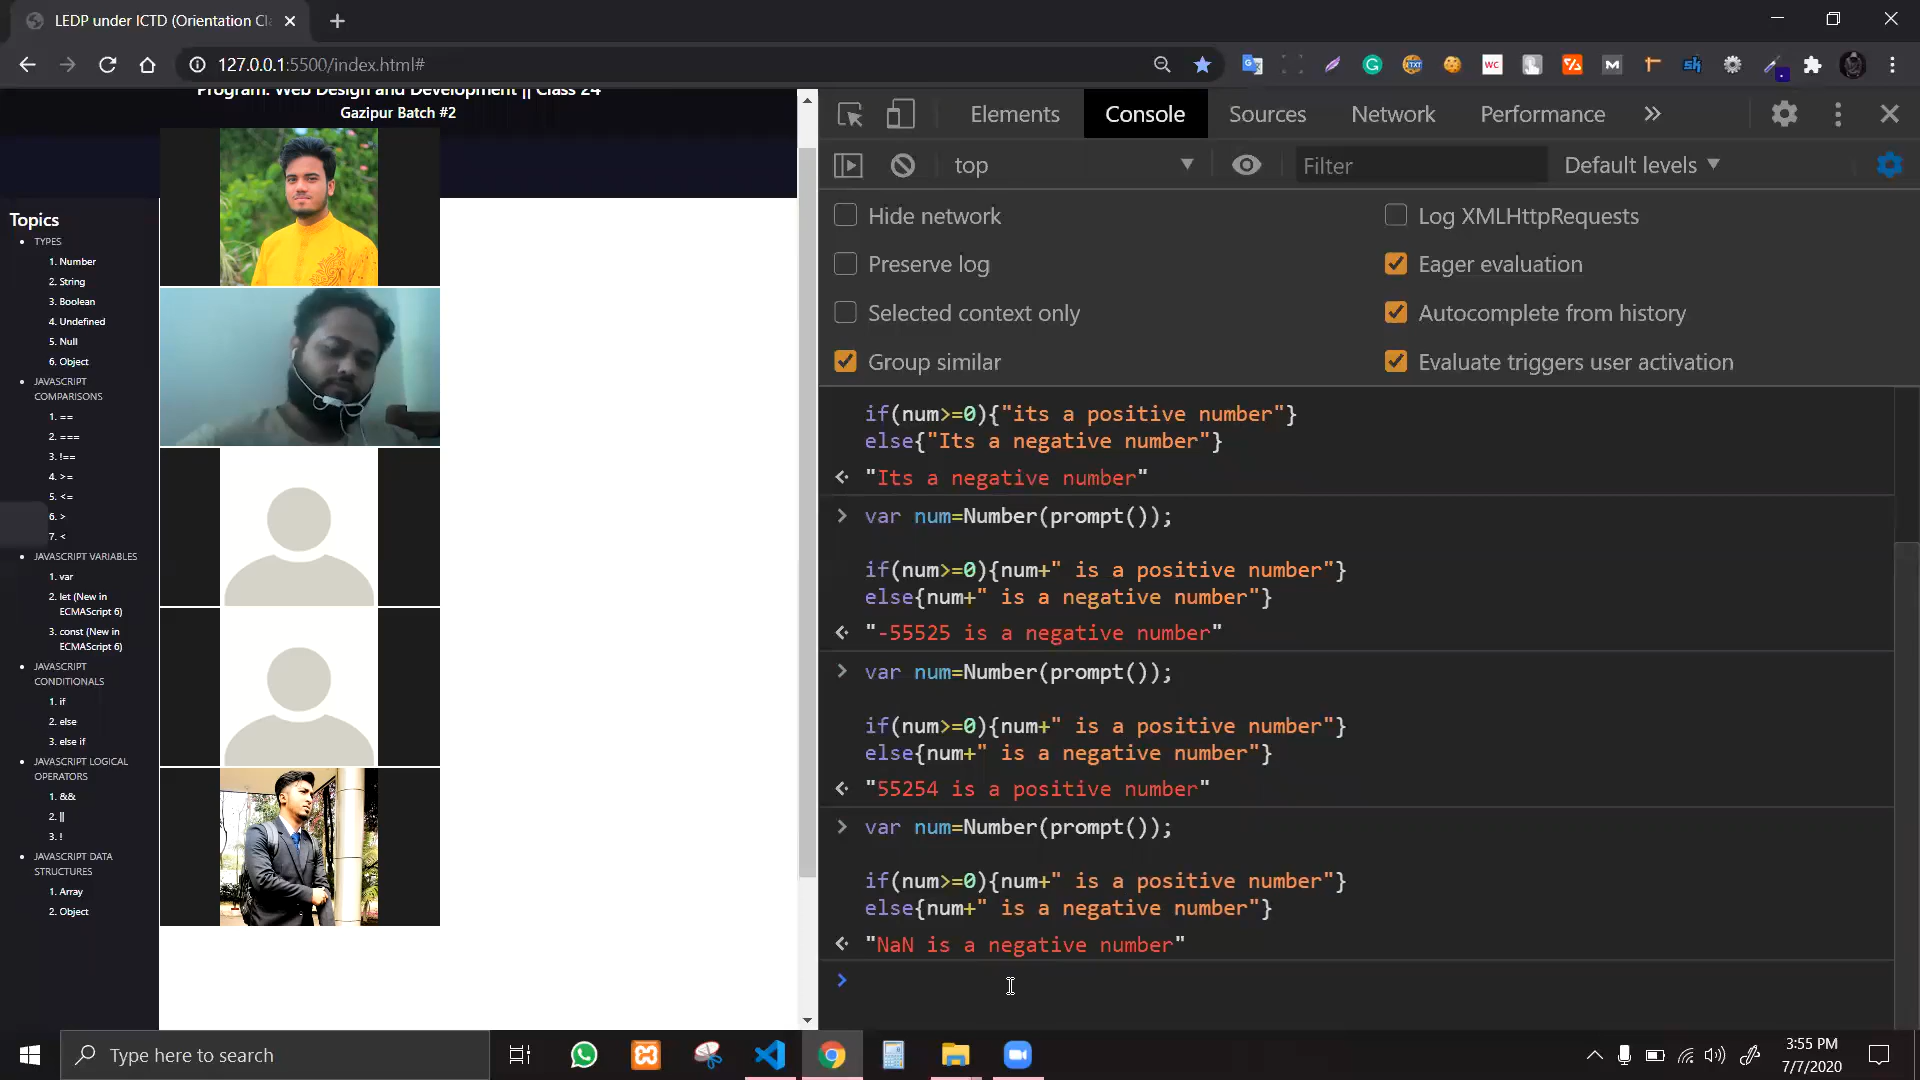 LEDP under ICTD (Orientation Cl
127.0.0.1:5500/index.html#
Program: Web Design and Development || Class 24
Gazipur Batch #2
Topics
TYPES
1. Number
2. String
3. Boolean
4. Undefined
5. Null
6. Object
JAVASCRIPT
COMPARISONS
1. ==
2. ===
3. !==
4. >=
5. <=
6. >
7. <
JAVASCRIPT VARIABLES
1. var
2. let (New in
ECMAScript 6)
3. const (New in
ECMAScript 6)
JAVASCRIPT
CONDITIONALS
1. if
2. else
3. else if
JAVASCRIPT LOGICAL
OPERATORS
1. &&
2. ||
3. !
JAVASCRIPT DATA
STRUCTURES
1. Array
2. Object
Elements Console Sources Network Performance »
top Filter Default levels
Hide network Log XMLHttpRequests
Preserve log Eager evaluation
Selected context only Autocomplete from history
Group similar Evaluate triggers user activation
if(num>=0){"its a positive number"}
else{"Its a negative number"}
"Its a negative number"
> var num=Number(prompt());
if(num>=0){num+" is a positive number"}
else{num+" is a negative number"}
"-55525 is a negative number"
> var num=Number(prompt());
if(num>=0){num+" is a positive number"}
else{num+" is a negative number"}
"55254 is a positive number"
> var num=Number(prompt());
if(num>=0){num+" is a positive number"}
else{num+" is a negative number"}
"NaN is a negative number"
>
Type here to search
3:55 PM
7/7/2020